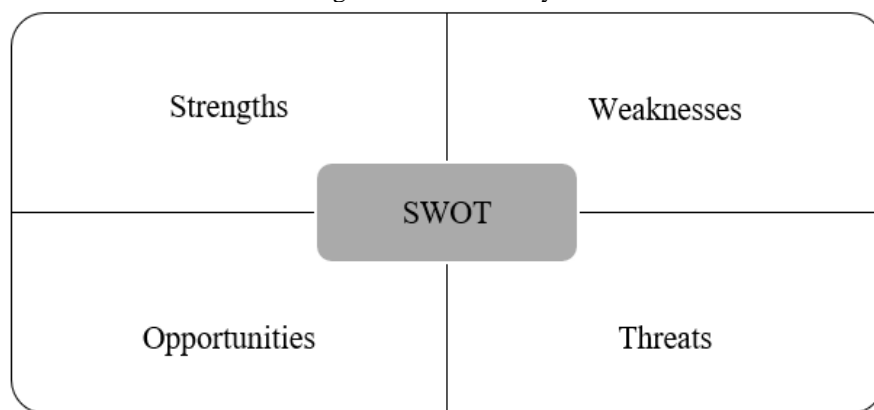 Strengths
Weaknesses
SWOT
Opportunities
Threats